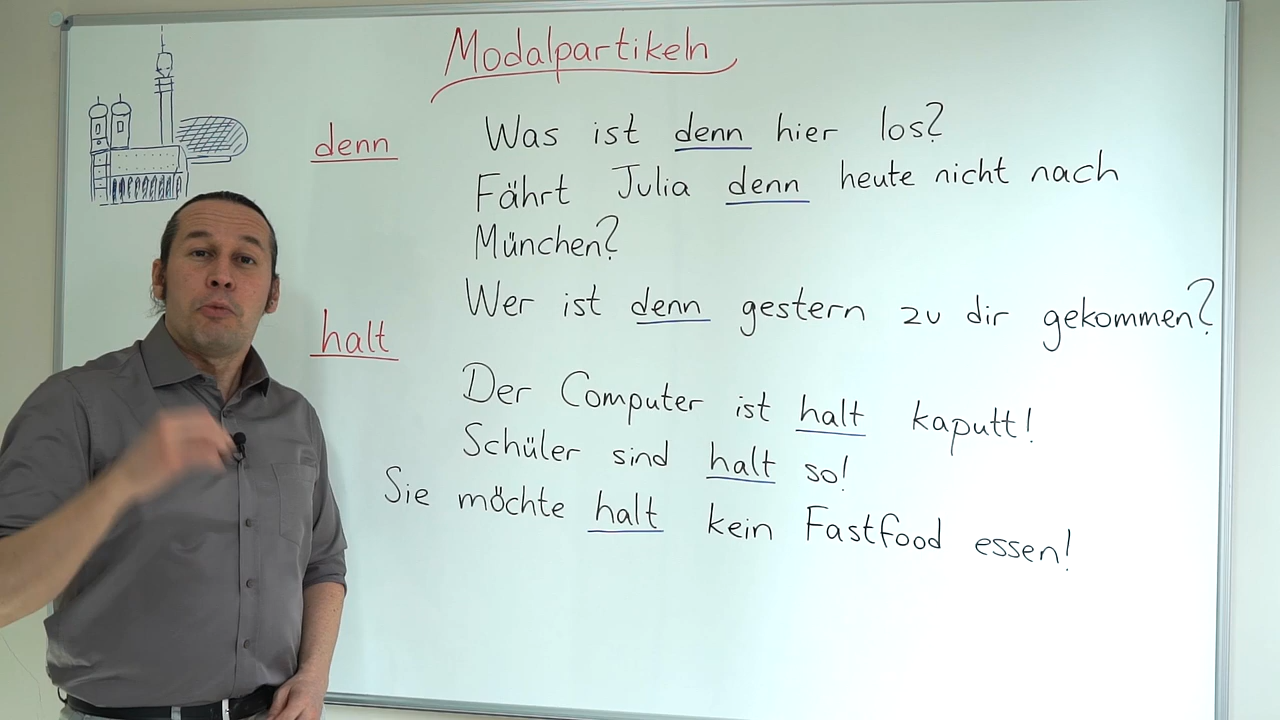 Modalpartikeln
denn
Was ist denn hier los?
Fährt Julia denn heute nicht nach
München?
Wer ist denn gestern zu dir gekommen?
halt
Der Computer ist halt kaputt!
Schüler sind halt so!
Sie möchte halt kein Fastfood essen!